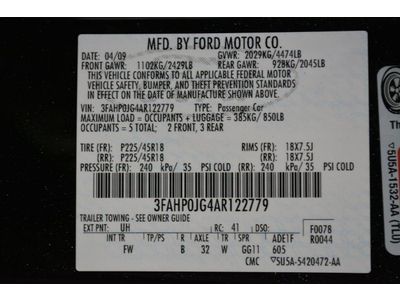 MFD. BY FORD MOTOR CO.
DATE: 04/09 GVWR: 2029KG/4474LB
FRONT GAWR: 1102KG/2429LB REAR GAWR: 928KG/2045LB
THIS VEHICLE CONFORMS TO ALL APPLICABLE FEDERAL MOTOR
VEHICLE SAFETY, BUMPER, AND THEFT PREVENTION STANDARDS
IN EFFECT ON THE DATE OF MANUFACTURE SHOWN ABOVE.
VIN: 3FAHP0JG4AR122779 TYPE: Passenger Car
MAXIMUM LOAD = OCCUPANTS + LUGGAGE = 385KG/850LB
OCCUPANTS = 5 TOTAL: 2 FRONT, 3 REAR
TIRE (FR): P225/45R18 RIMS (FR): 18X7.5J
(RR): P225/45R18 (RR): 18X7.5J
PRESSURE (FR): 240 kPa/ 35 PSI COLD (RR): 240 kPa/ 35 PSI COLD
3FAHP0JG4AR122779
TRAILER TOWING - SEE OWNER GUIDE
EXT PNT: UH RC: 41 DSO: F0078
R0044
INT TR TP/PS R AXLE TR ADE1F
FW B 32 W GG11 605
CMC 5U5A-5420472-AA
Th
5U5A-1532-AA (TLU)